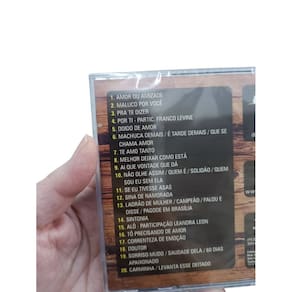 1. AMOR OU AMIZADE
2. MALUCO POR VOCÊ
3. PRA TE DIZER
4. POR TI - PARTIC. FRANCO LEVINE
5. DOIDO DE AMOR
6. MACHUCA DEMAIS / É TARDE DEMAIS / QUE SE
CHAMA AMOR
7. TE AMO TANTO
8. MELHOR DEIXAR COMO ESTÁ
9. AI QUE VONTADE QUE DÁ
10. NÃO OLHE ASSIM / QUEM É / SOLIDÃO / QUEM
SOU EU SEM ELA
11. SE EU TIVESSE ASAS
12. SINA DE NAMORADA
13. LADRÃO DE MULHER / CAMPEÃO / FALOU E
DISSE / PAGODE EM BRASÍLIA
14. SINTONIA
15. ALÔ - PARTICIPAÇÃO LEANDRA LEON
16. TÔ PRECISANDO DE AMOR
17. CORRENTEZA DE EMOÇÃO
18. DOUTOR
19. SORRISO MUDO / SAUDADE DELA / 60 DIAS
APAIXONADO
20. CARINHA / LEVANTA ESSE DEITADO